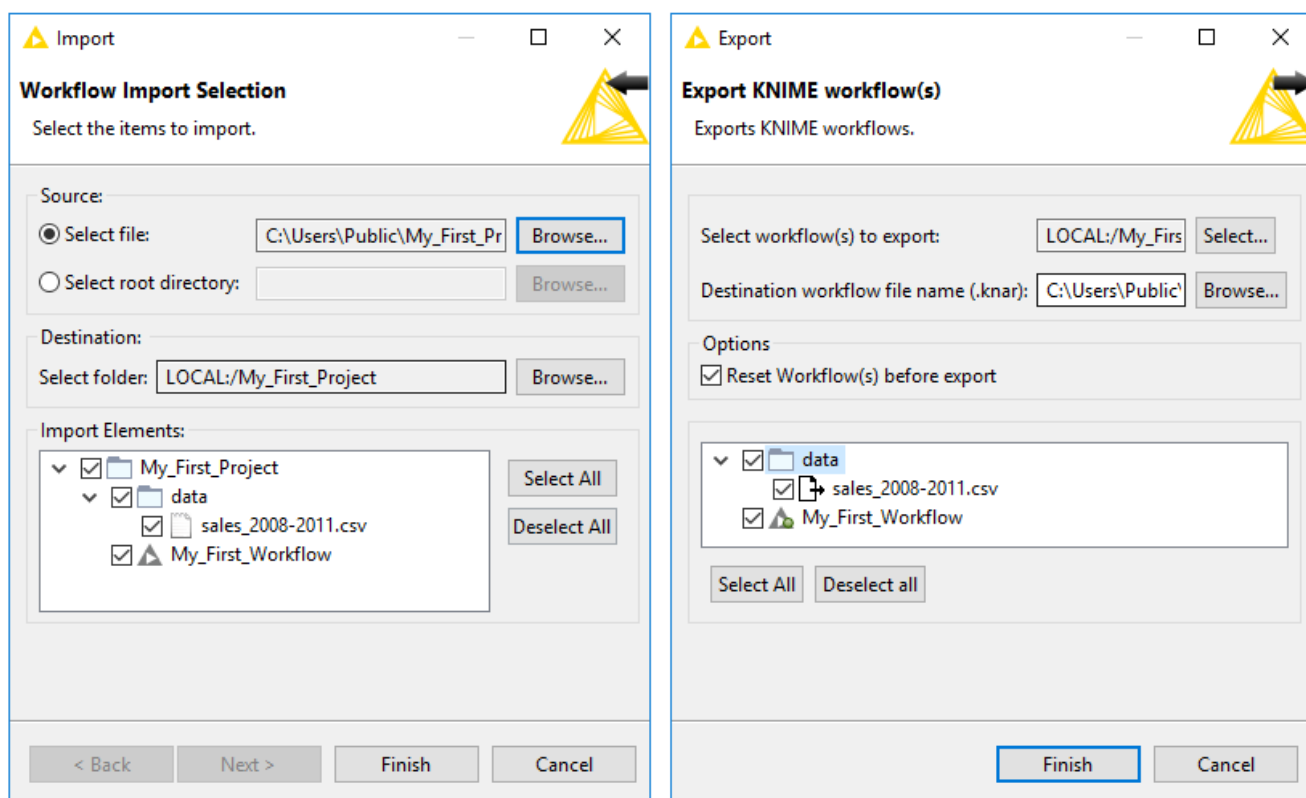 Import
Workflow Import Selection
Select the items to import.
Source:
Select file: C:\Users\Public\My_First_Pr Browse...
Select root directory: Browse...
Destination:
Select folder: LOCAL:/My_First_Project Browse...
Import Elements:
My_First_Project
data
sales_2008-2011.csv
My_First_Workflow
Select All
Deselect All
< Back Next > Finish Cancel
Export
Export KNIME workflow(s)
Exports KNIME workflows.
Select workflow(s) to export: LOCAL:/My_Firs Select...
Destination workflow file name (.knar): C:\Users\Public\ Browse...
Options
Reset Workflow(s) before export
data
sales_2008-2011.csv
My_First_Workflow
Select All Deselect all
Finish Cancel